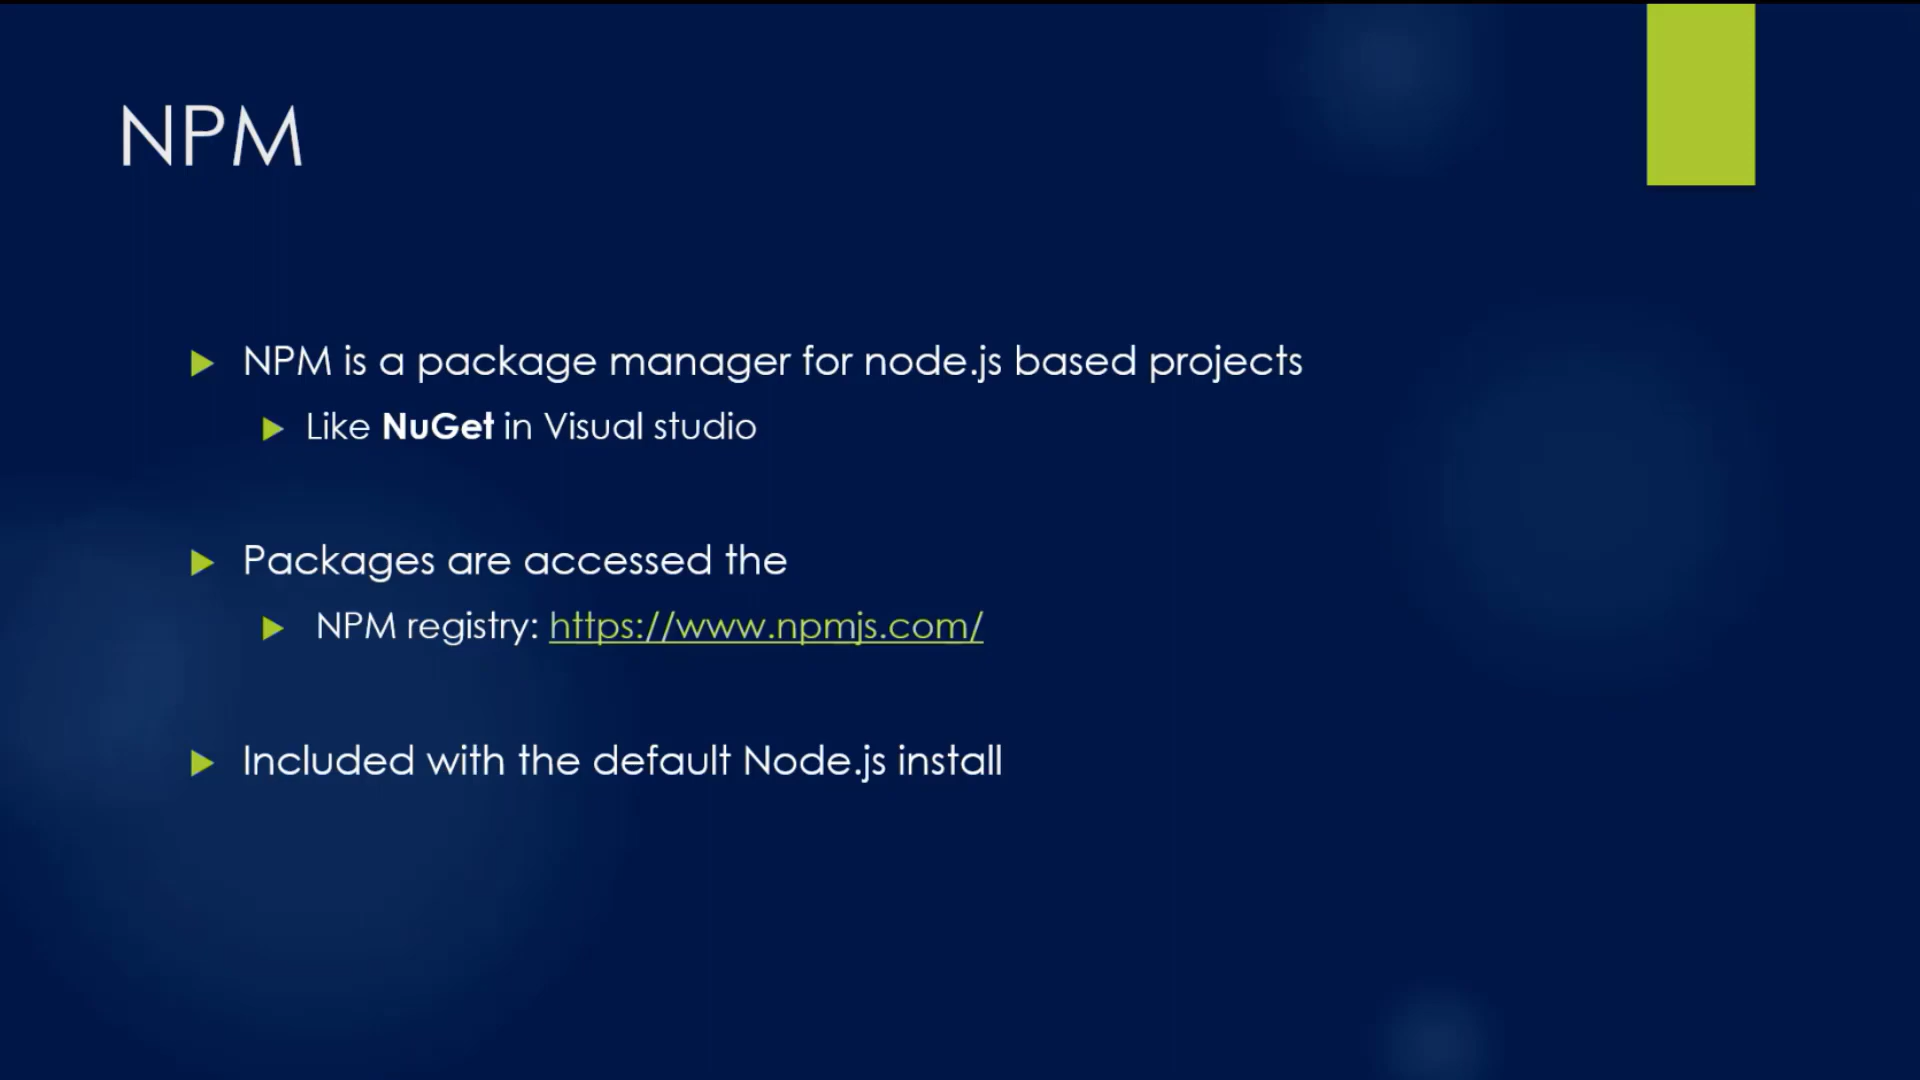 NPM
NPM is a package manager for node.js based projects
Like NuGet in Visual studio
Packages are accessed the
NPM registry: https://www.npmjs.com/
Included with the default Node.js install